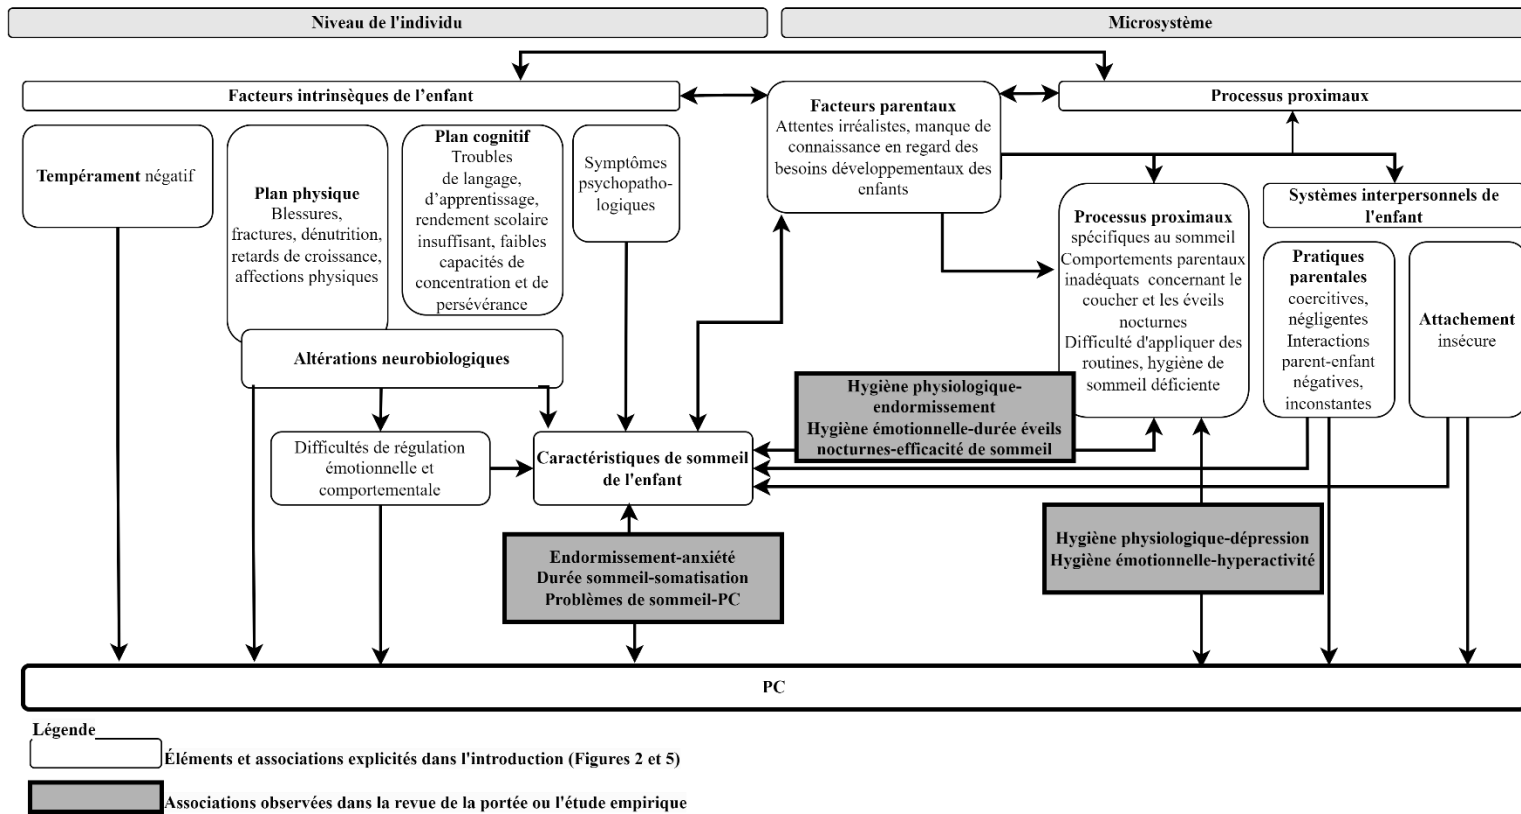 Niveau de l'individu
Microsystème
Facteurs intrinsèques de l'enfant
Facteurs parentaux
Attentes irréalistes, manque de
connaissance en regard des
besoins développementaux des
enfants
Processus proximaux
Tempérament négatif
Plan physique
Blessures,
fractures, dénutrition,
retards de croissance,
affections physiques
Plan cognitif
Troubles
de langage,
d'apprentissage,
rendement scolaire
insuffisant, faibles
capacités de
concentration et de
persévérance
Symptômes
psychopatho-
logiques
Processus proximaux
spécifiques au sommeil
Comportements parentaux
inadéquats concernant le
coucher et les éveils
nocturnes
Difficulté d'appliquer des
routines, hygiène de
sommeil déficiente
Systèmes interpersonnels de
l'enfant
Pratiques
parentales
coercitives,
négligentes
Interactions
parent-enfant
négatives,
inconstantes
Attachement
insécure
Altérations neurobiologiques
Hygiène physiologique-
endormissement
Hygiène émotionnelle-durée éveils
nocturnes-efficacité de sommeil
Difficultés de régulation
émotionnelle et
comportementale
Caractéristiques de sommeil
de l'enfant
Endormissement-anxiété
Durée sommeil-somatisation
Problèmes de sommeil-PC
Hygiène physiologique-dépression
Hygiène émotionnelle-hyperactivité
PC
Légende
Éléments et associations explicités dans l'introduction (Figures 2 et 5)
Associations observées dans la revue de la portée ou l'étude empirique